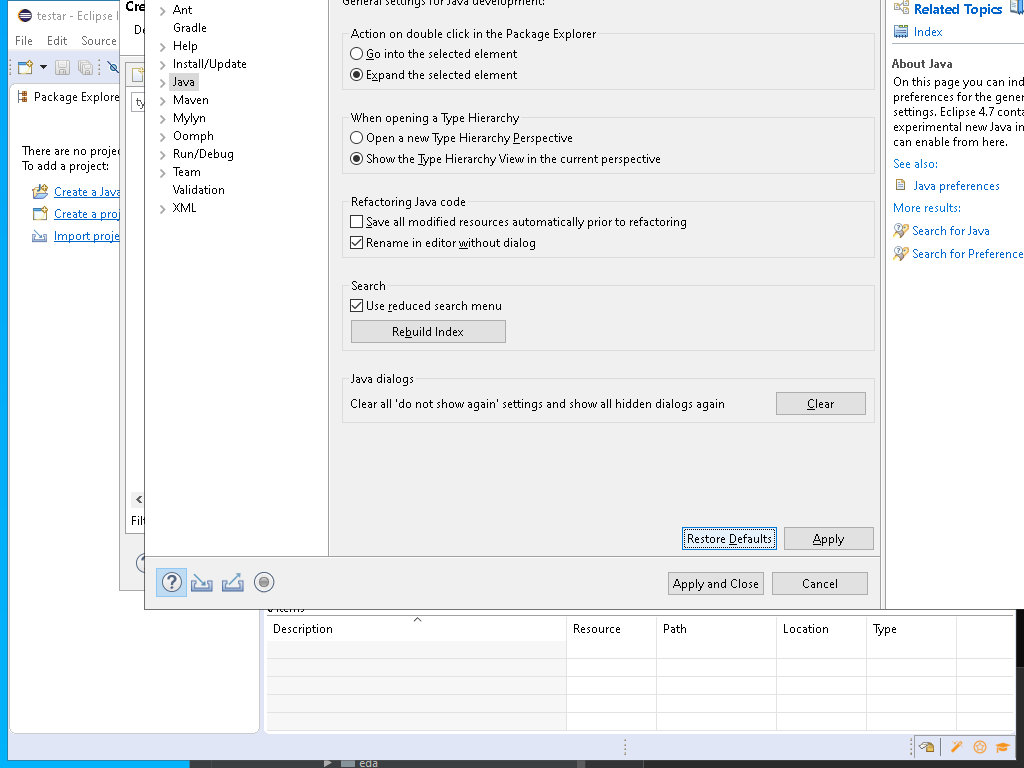 testar - Eclipse I
File Edit Source
Package Explore
There are no projec
To add a project:
Create a Java
Create a proj
Import proje
Cre
De
ty
Filt
Ant
Gradle
Help
Install/Update
Java
Maven
Mylyn
Oomph
Run/Debug
Team
Validation
XML
General settings for Java development:
Action on double click in the Package Explorer
Go into the selected element
Expand the selected element
When opening a Type Hierarchy
Open a new Type Hierarchy Perspective
Show the Type Hierarchy View in the current perspective
Refactoring Java code
Save all modified resources automatically prior to refactoring
Rename in editor without dialog
Search
Use reduced search menu
Rebuild Index
Java dialogs
Clear all 'do not show again' settings and show all hidden dialogs again
Clear
Restore Defaults Apply
Apply and Close Cancel
Related Topics
Index
About Java
On this page you can ind
preferences for the gener
settings. Eclipse 4.7 conta
experimental new Java in
can enable from here.
See also:
Java preferences
More results:
Search for Java
Search for Preference
0 items
Description Resource Path Location Type
eda